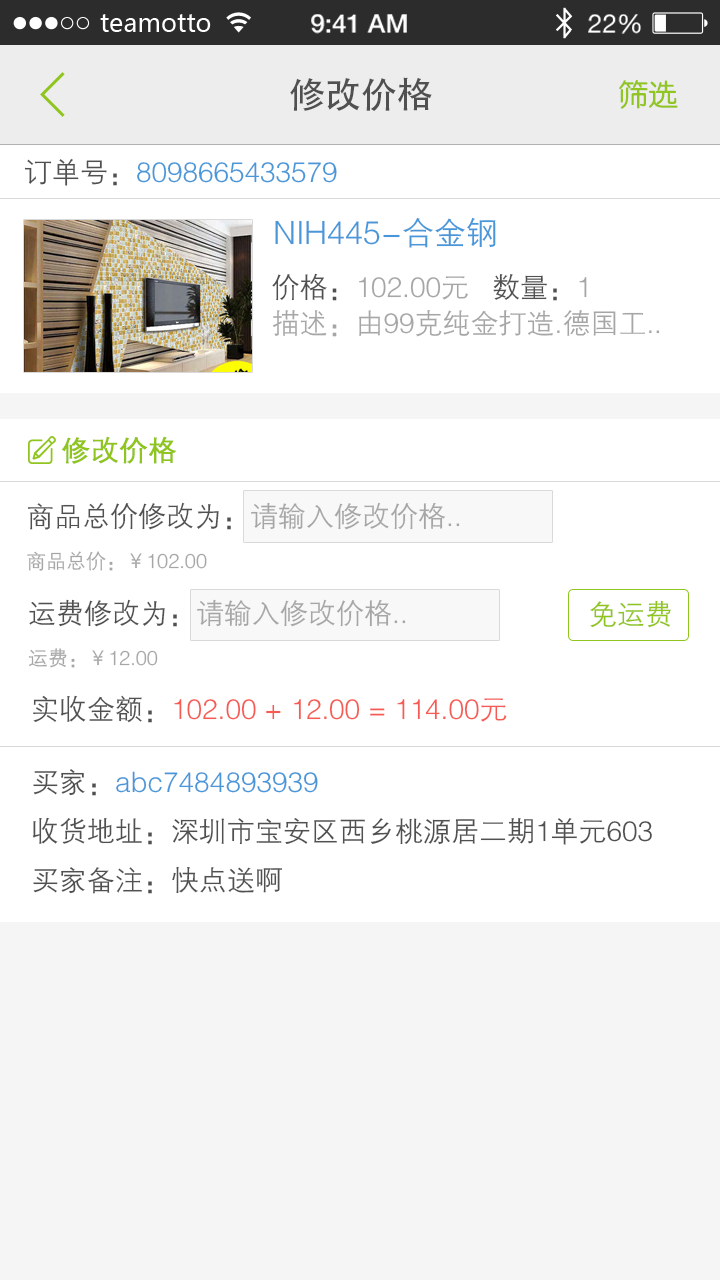 teamotto 9:41 AM 22%
修改价格 筛选
订单号：8098665433579
NIH445-合金钢
价格：102.00元 数量：1
描述：由99克纯金打造.德国工..
修改价格
商品总价修改为：请输入修改价格..
商品总价：￥102.00
运费修改为：请输入修改价格.. 免运费
运费：￥12.00
实收金额：102.00 + 12.00 = 114.00元
买家：abc7484893939
收货地址：深圳市宝安区西乡桃源居二期1单元603
买家备注：快点送啊